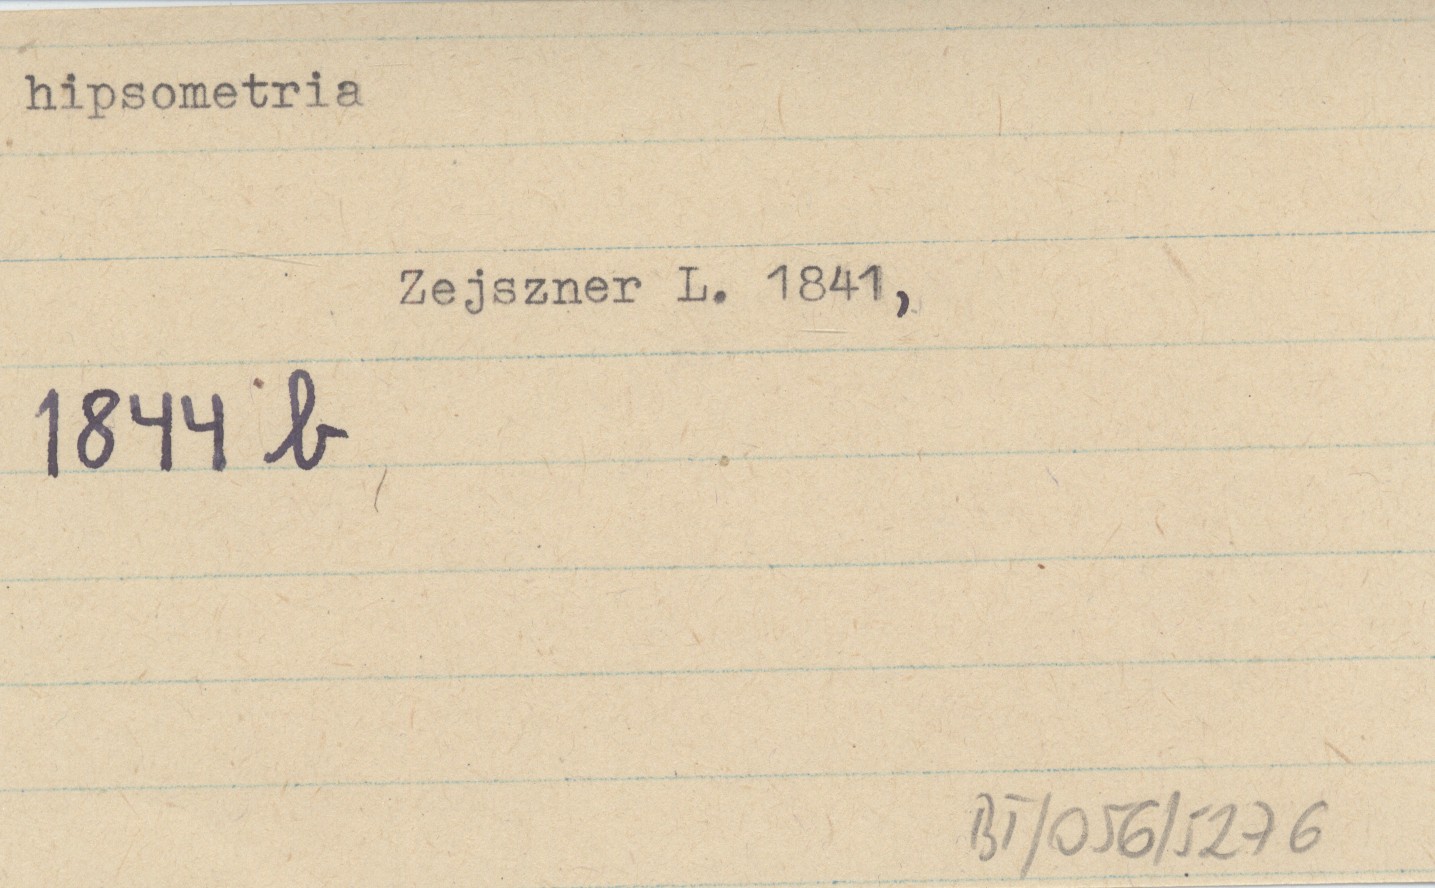 hipsometria
Zejszner L. 1841,
1844 b
BT/056/5276